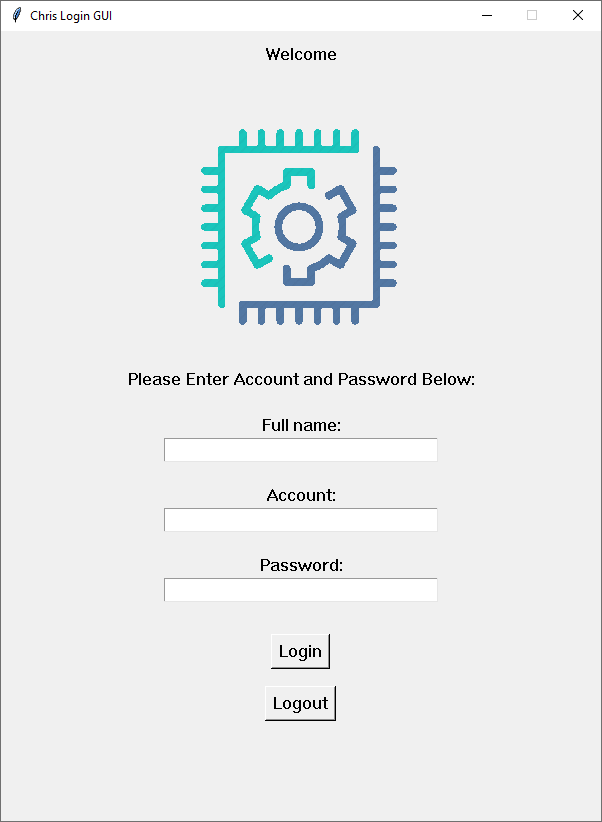 Chris Login GUI
Welcome
Please Enter Account and Password Below:
Full name:
Account:
Password:
Login
Logout